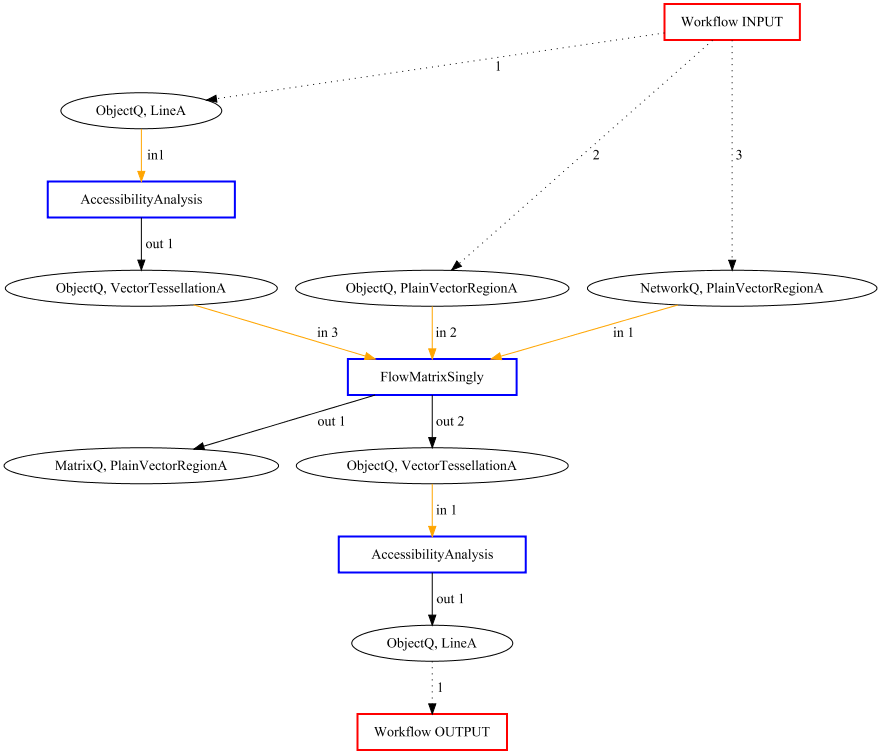 Workflow INPUT
1
ObjectQ, LineA
in1
2
3
AccessibilityAnalysis
out 1
ObjectQ, VectorTessellationA
ObjectQ, PlainVectorRegionA
NetworkQ, PlainVectorRegionA
in 3
in 2
in 1
FlowMatrixSingly
out 1
out 2
MatrixQ, PlainVectorRegionA
ObjectQ, VectorTessellationA
in 1
AccessibilityAnalysis
out 1
ObjectQ, LineA
1
Workflow OUTPUT